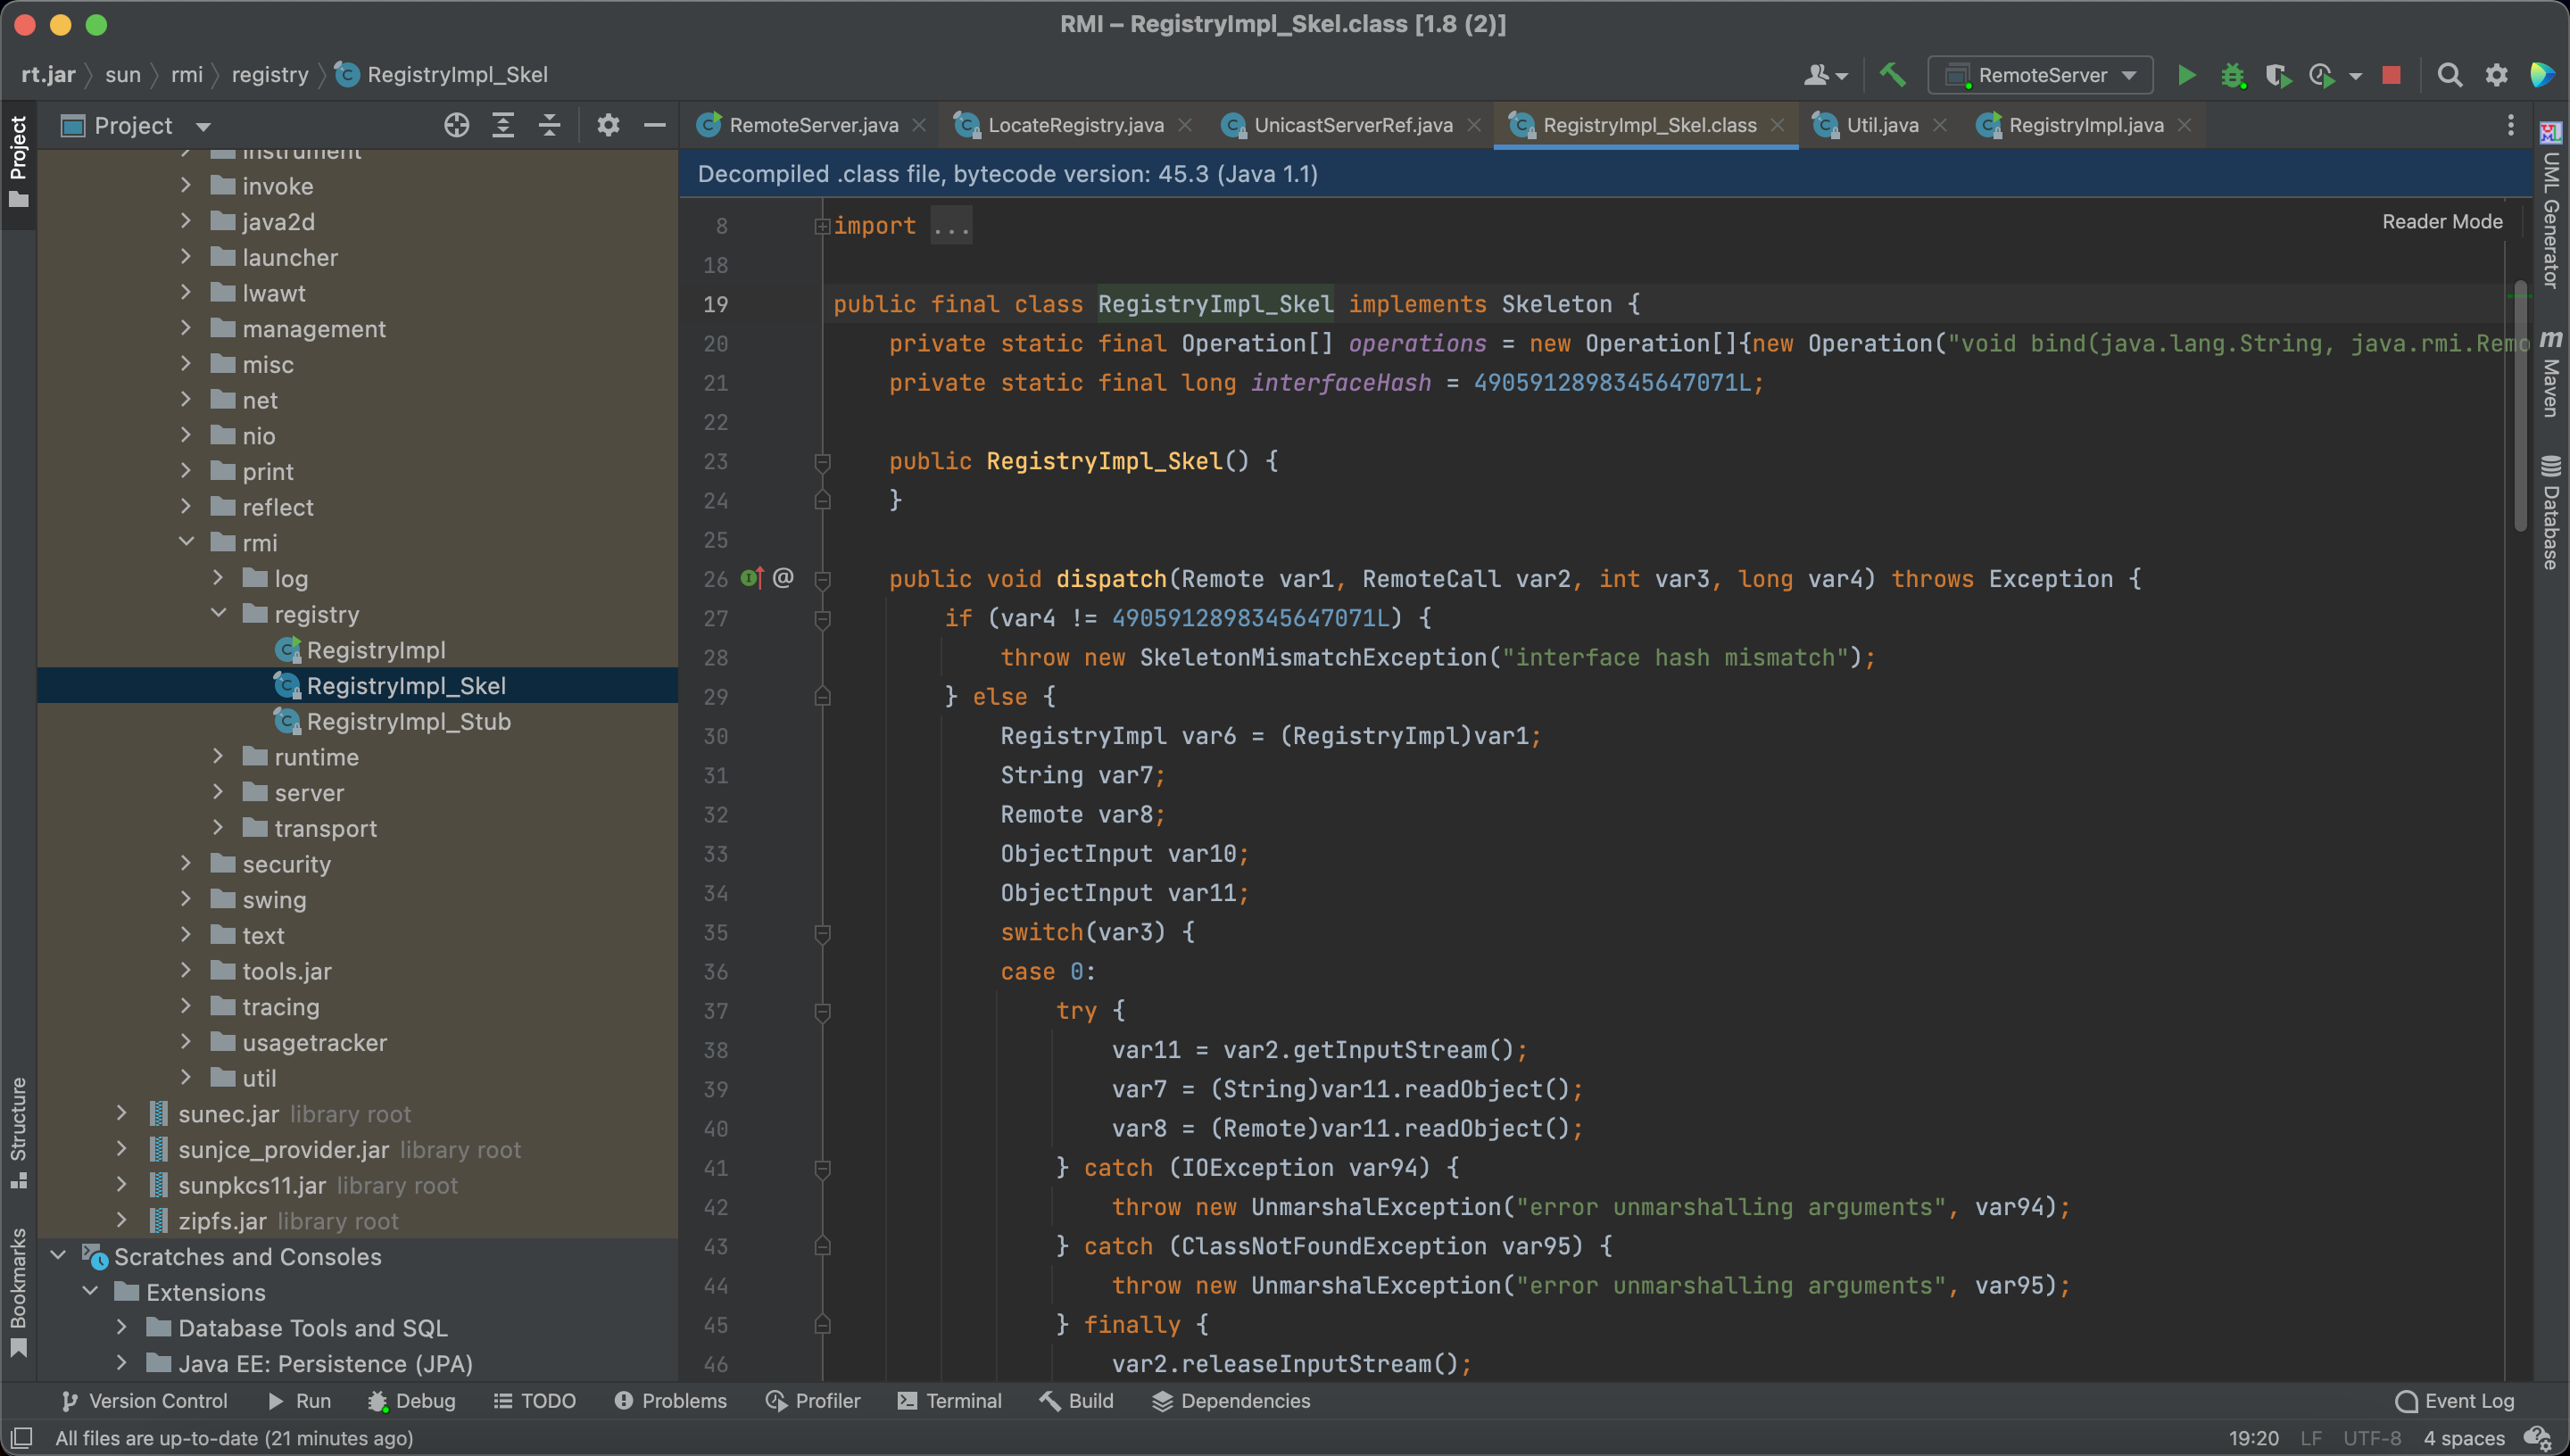 RMI – RegistryImpl_Skel.class [1.8 (2)]
rt.jar sun rmi registry RegistryImpl_Skel
RemoteServer
Project
RemoteServer.java LocateRegistry.java UnicastServerRef.java RegistryImpl_Skel.class Util.java RegistryImpl.java
Project
Structure
Bookmarks
instrument
invoke
java2d
launcher
lwawt
management
misc
net
nio
print
reflect
rmi
log
registry
RegistryImpl
RegistryImpl_Skel
RegistryImpl_Stub
runtime
server
transport
security
swing
text
tools.jar
tracing
usagetracker
util
sunec.jar library root
sunjce_provider.jar library root
sunpkcs11.jar library root
zipfs.jar library root
Scratches and Consoles
Extensions
Database Tools and SQL
Java EE: Persistence (JPA)
Decompiled .class file, bytecode version: 45.3 (Java 1.1)
Reader Mode
8 import ...
18
19 public final class RegistryImpl_Skel implements Skeleton {
20 private static final Operation[] operations = new Operation[]{new Operation("void bind(java.lang.String, java.rmi.Remo
21 private static final long interfaceHash = 4905912898345647071L;
22
23 public RegistryImpl_Skel() {
24 }
25
26 @ public void dispatch(Remote var1, RemoteCall var2, int var3, long var4) throws Exception {
27 if (var4 != 4905912898345647071L) {
28 throw new SkeletonMismatchException("interface hash mismatch");
29 } else {
30 RegistryImpl var6 = (RegistryImpl)var1;
31 String var7;
32 Remote var8;
33 ObjectInput var10;
34 ObjectInput var11;
35 switch(var3) {
36 case 0:
37 try {
38 var11 = var2.getInputStream();
39 var7 = (String)var11.readObject();
40 var8 = (Remote)var11.readObject();
41 } catch (IOException var94) {
42 throw new UnmarshalException("error unmarshalling arguments", var94);
43 } catch (ClassNotFoundException var95) {
44 throw new UnmarshalException("error unmarshalling arguments", var95);
45 } finally {
46 var2.releaseInputStream();
UML Generator
m Maven
Database
Version Control Run Debug TODO Problems Profiler Terminal Build Dependencies Event Log
All files are up-to-date (21 minutes ago) 19:20 LF UTF-8 4 spaces